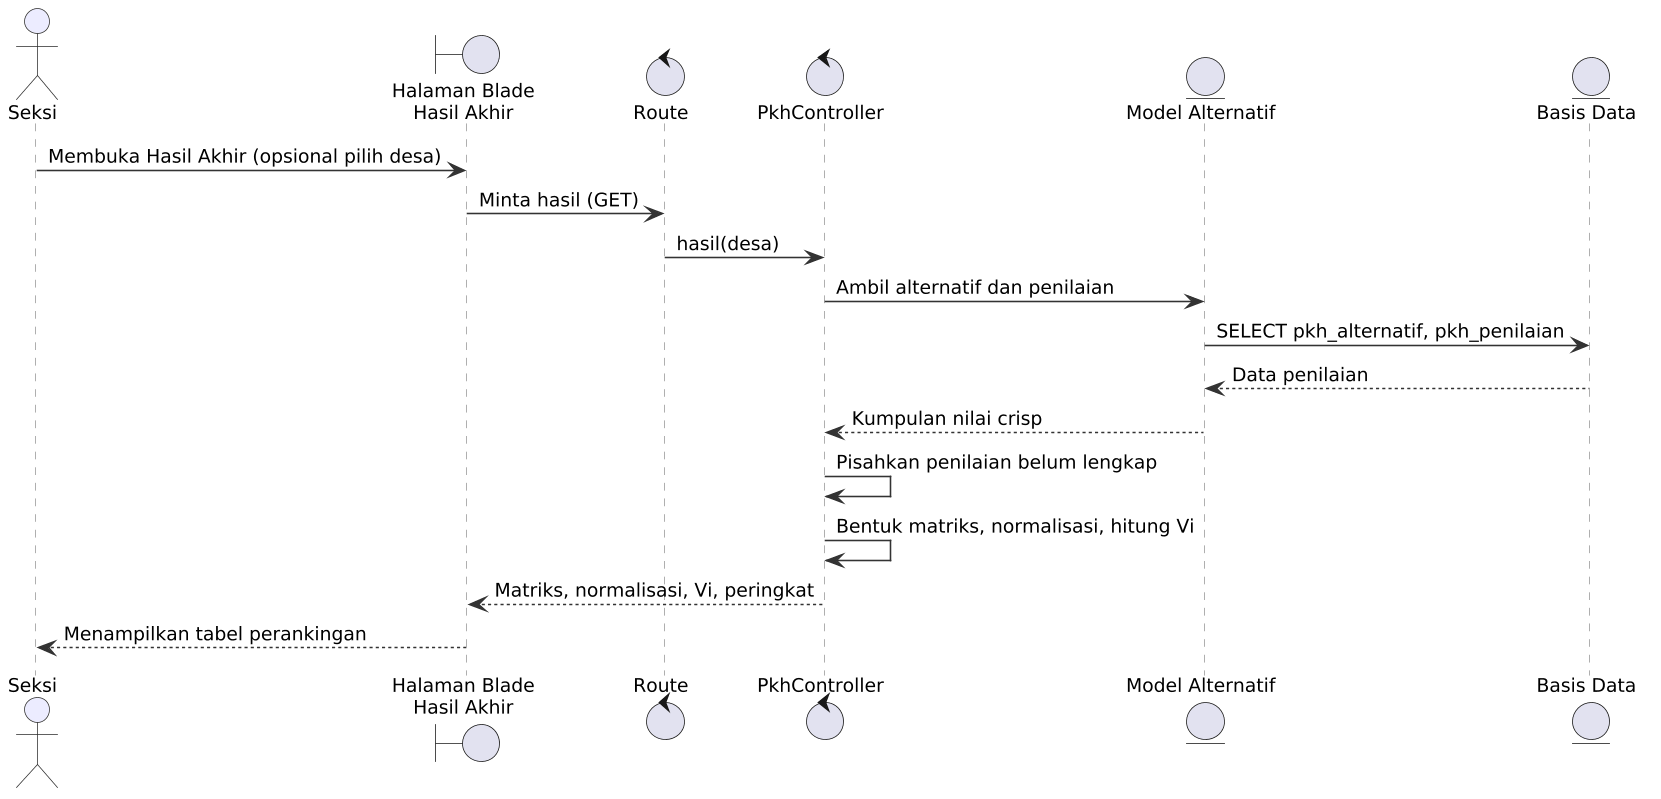 Seksi
Halaman Blade
Hasil Akhir
Route
PkhController
Model Alternatif
Basis Data
Membuka Hasil Akhir (opsional pilih desa)
Minta hasil (GET)
hasil(desa)
Ambil alternatif dan penilaian
SELECT pkh_alternatif, pkh_penilaian
Data penilaian
Kumpulan nilai crisp
Pisahkan penilaian belum lengkap
Bentuk matriks, normalisasi, hitung Vi
Matriks, normalisasi, Vi, peringkat
Menampilkan tabel perankingan
Seksi
Halaman Blade
Hasil Akhir
Route
PkhController
Model Alternatif
Basis Data